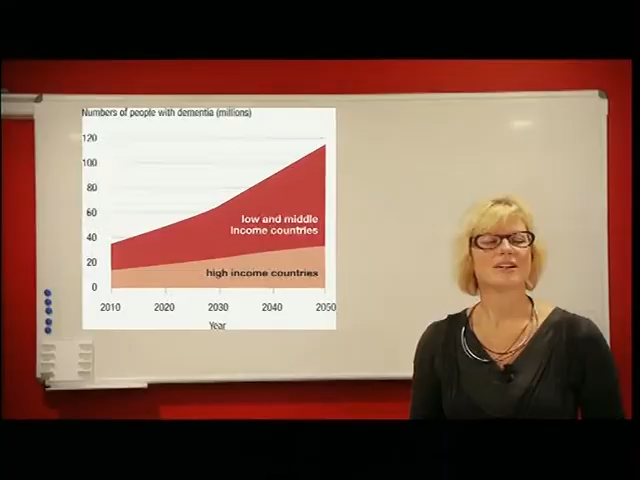 Numbers of people with dementia (millions)
120
100
80
60
40
20
0
low and middle
income countries
high income countries
2010 2020 2030 2040 2050
Year